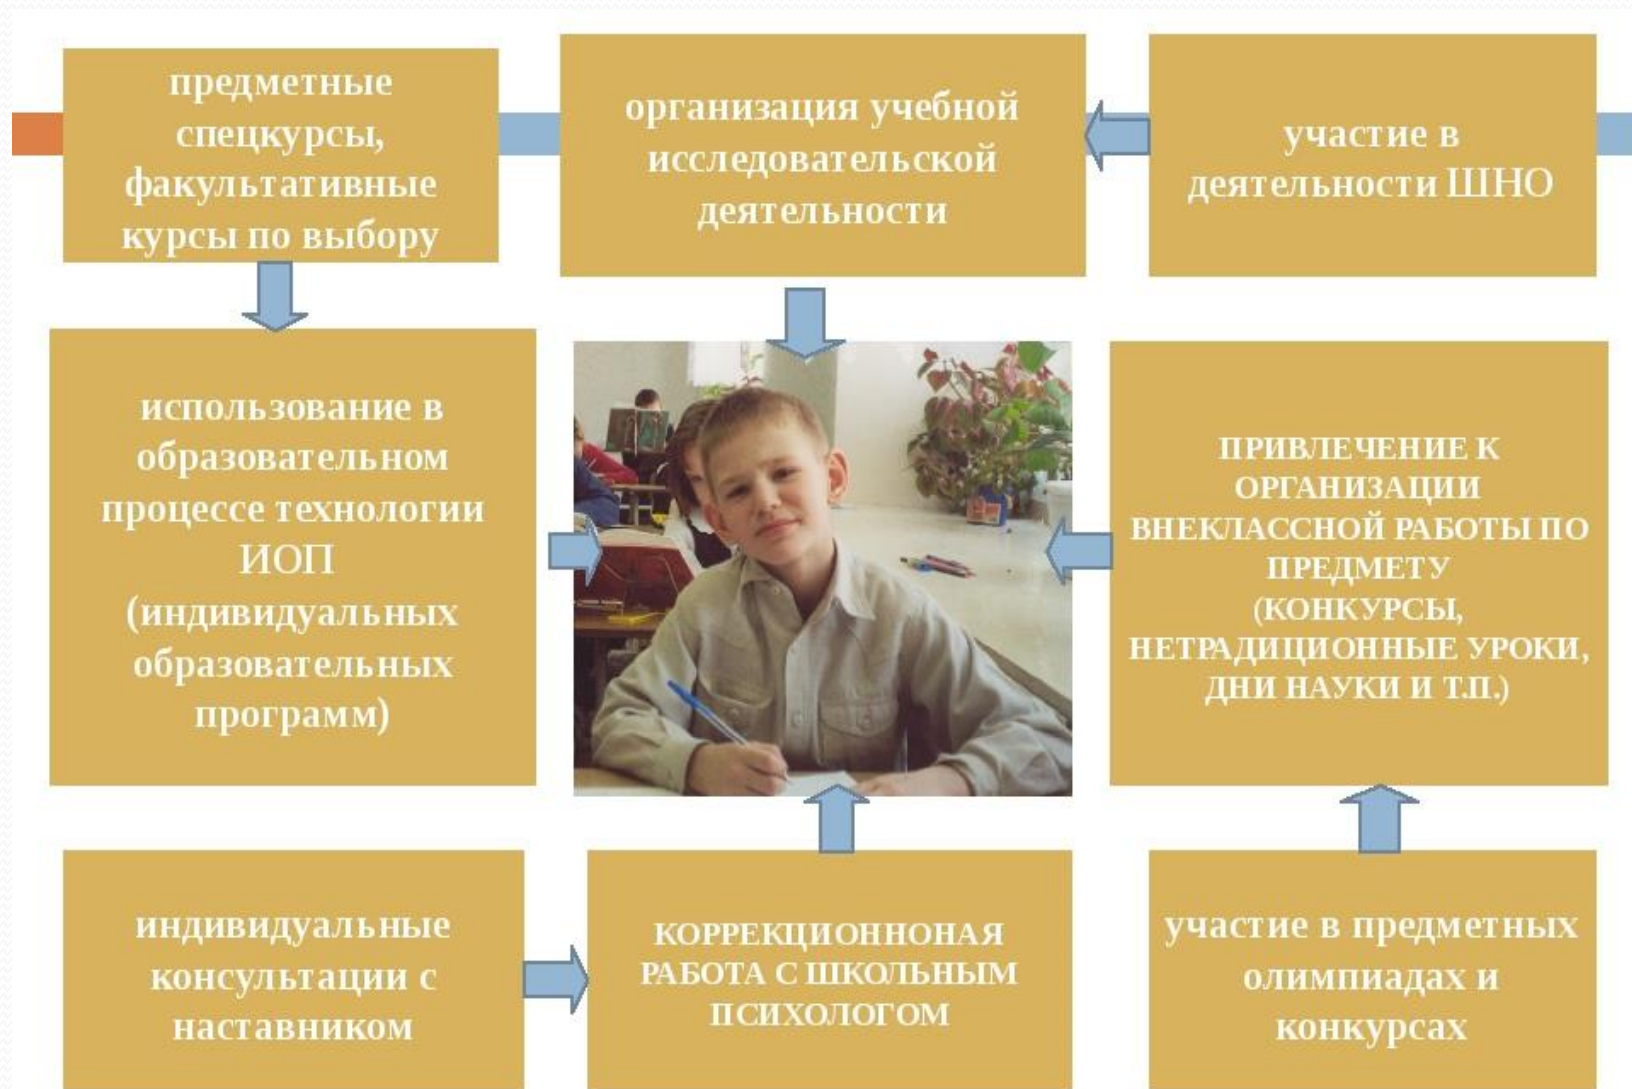 предметные
спецкурсы,
факультативные
курсы по выбору
организация учебной
исследовательской
деятельности
участие в
деятельности ШНО
использование в
образовательном
процессе технологии
ИОП
(индивидуальных
образовательных
программ)
ПРИВЛЕЧЕНИЕ К
ОРГАНИЗАЦИИ
ВНЕКЛАССНОЙ РАБОТЫ ПО
ПРЕДМЕТУ
(КОНКУРСЫ,
НЕТРАДИЦИОННЫЕ УРОКИ,
ДНИ НАУКИ И Т.П.)
индивидуальные
консультации с
наставником
КОРРЕКЦИОННОНАЯ
РАБОТА С ШКОЛЬНЫМ
ПСИХОЛОГОМ
участие в предметных
олимпиадах и
конкурсах